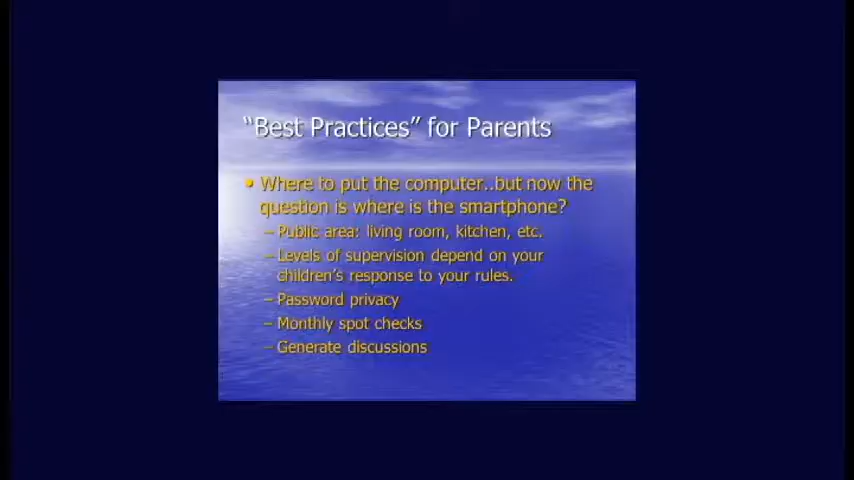 "Best Practices" for Parents
• Where to put the computer..but now the
question is where is the smartphone?
– Public area: living room, kitchen, etc.
– Levels of supervision depend on your
children's response to your rules.
– Password privacy
– Monthly spot checks
– Generate discussions